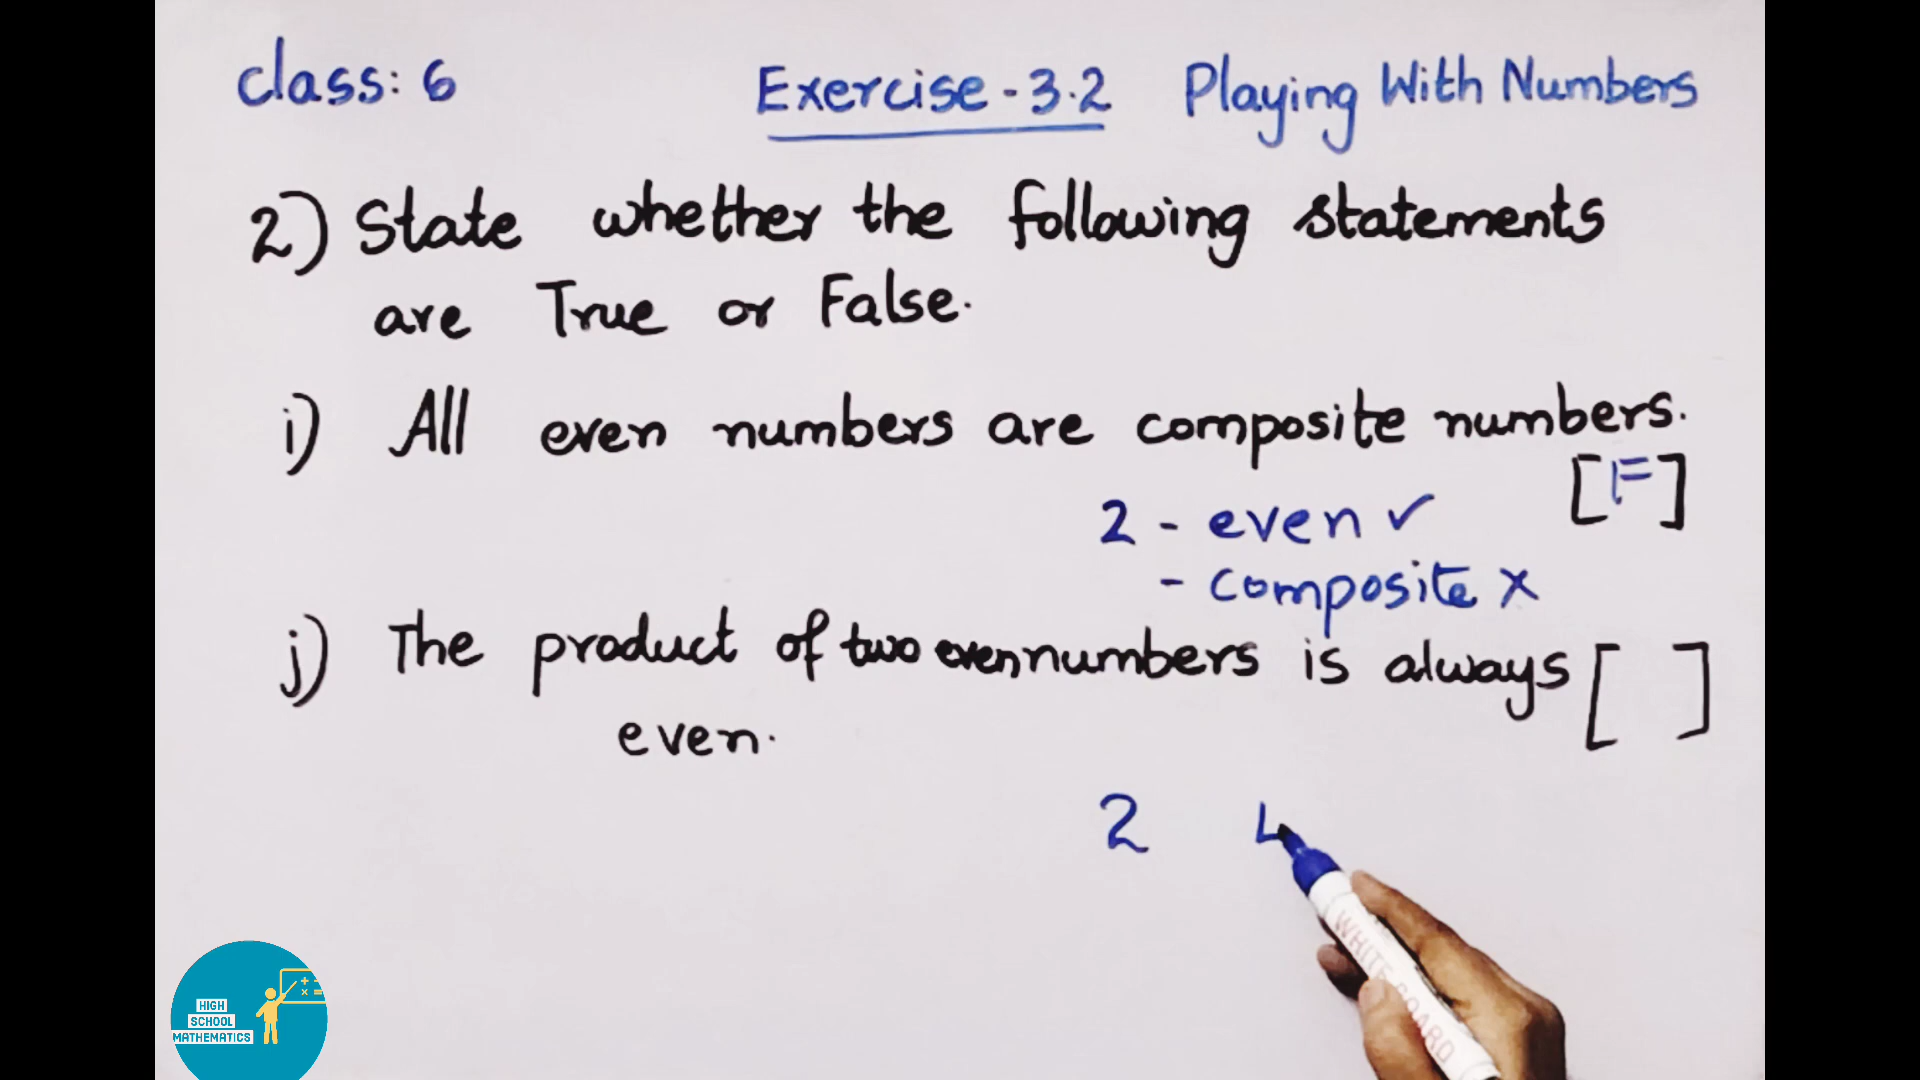 class: 6 Exercise - 3.2 Playing With Numbers
2) State whether the following statements
are True or False.
i) All even numbers are composite numbers.
[F]
2 - even ✓
- composite x
j) The product of two even numbers is always [ ]
even.
2 4
WHITE BOARD
HIGH
SCHOOL
MATHEMATICS